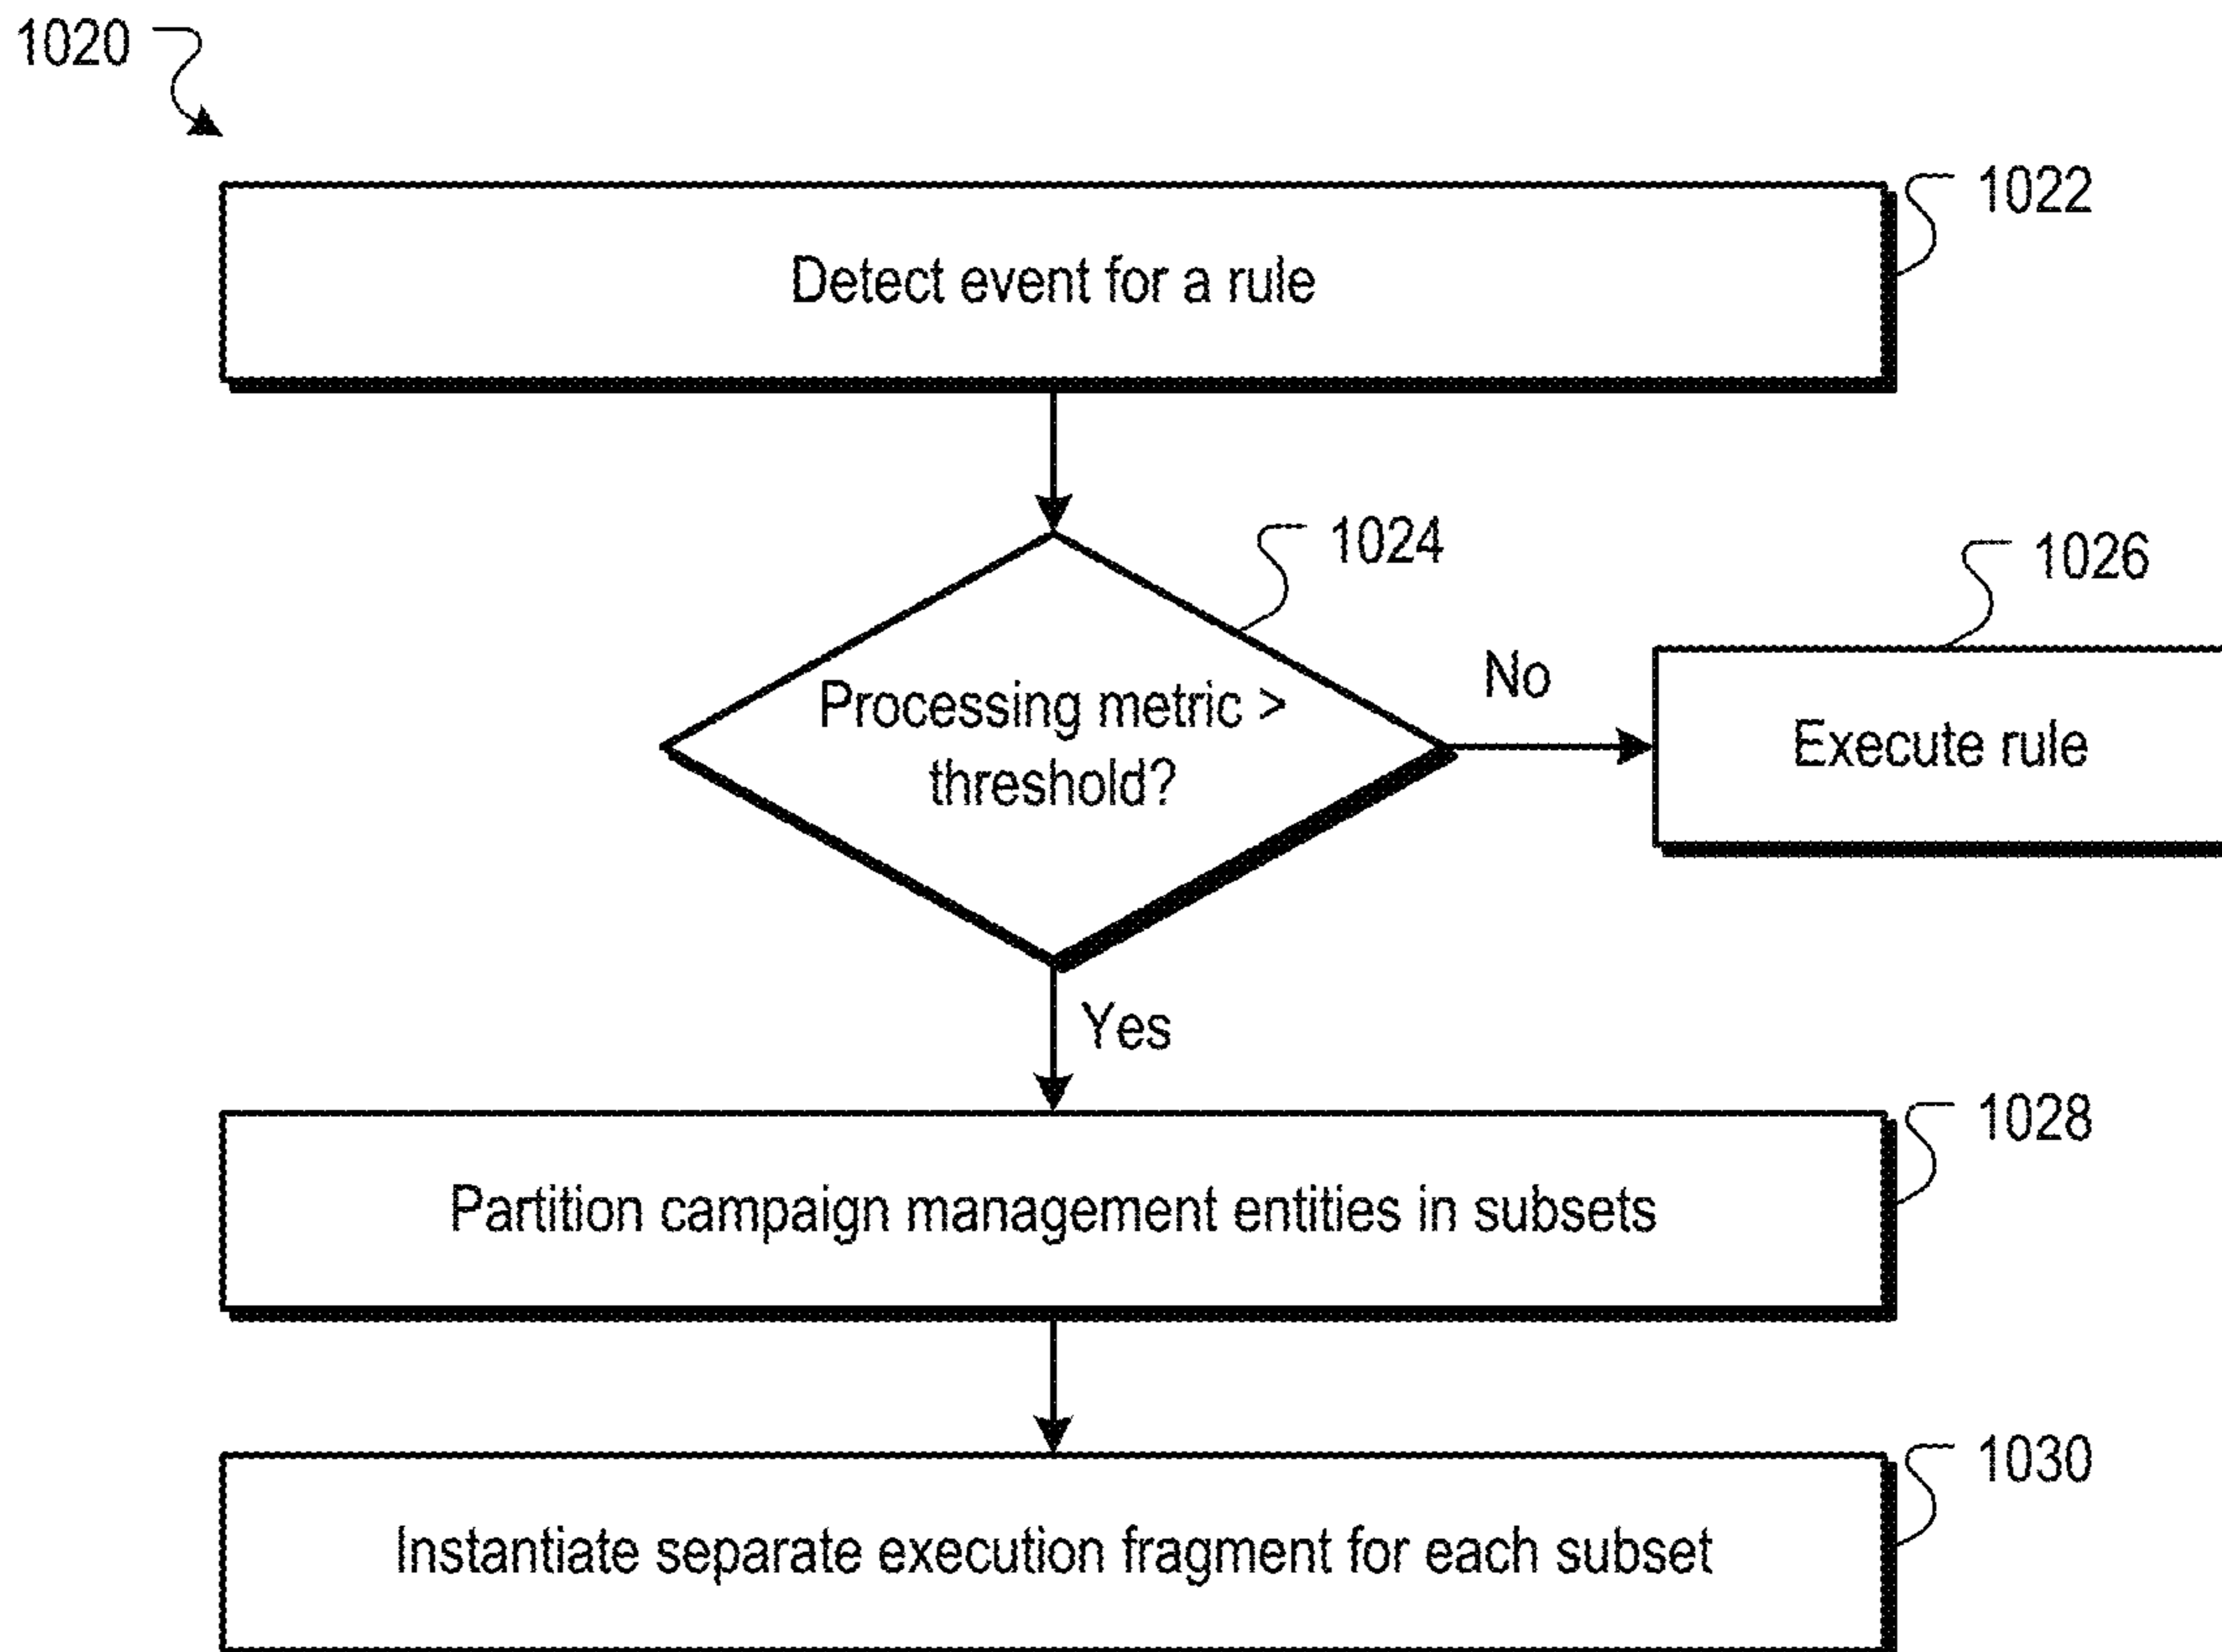 1020
1022
Detect event for a rule
1024
1026
No
Processing metric >
threshold?
Execute rule
Yes
1028
Partition campaign management entities in subsets
1030
Instantiate separate execution fragment for each subset